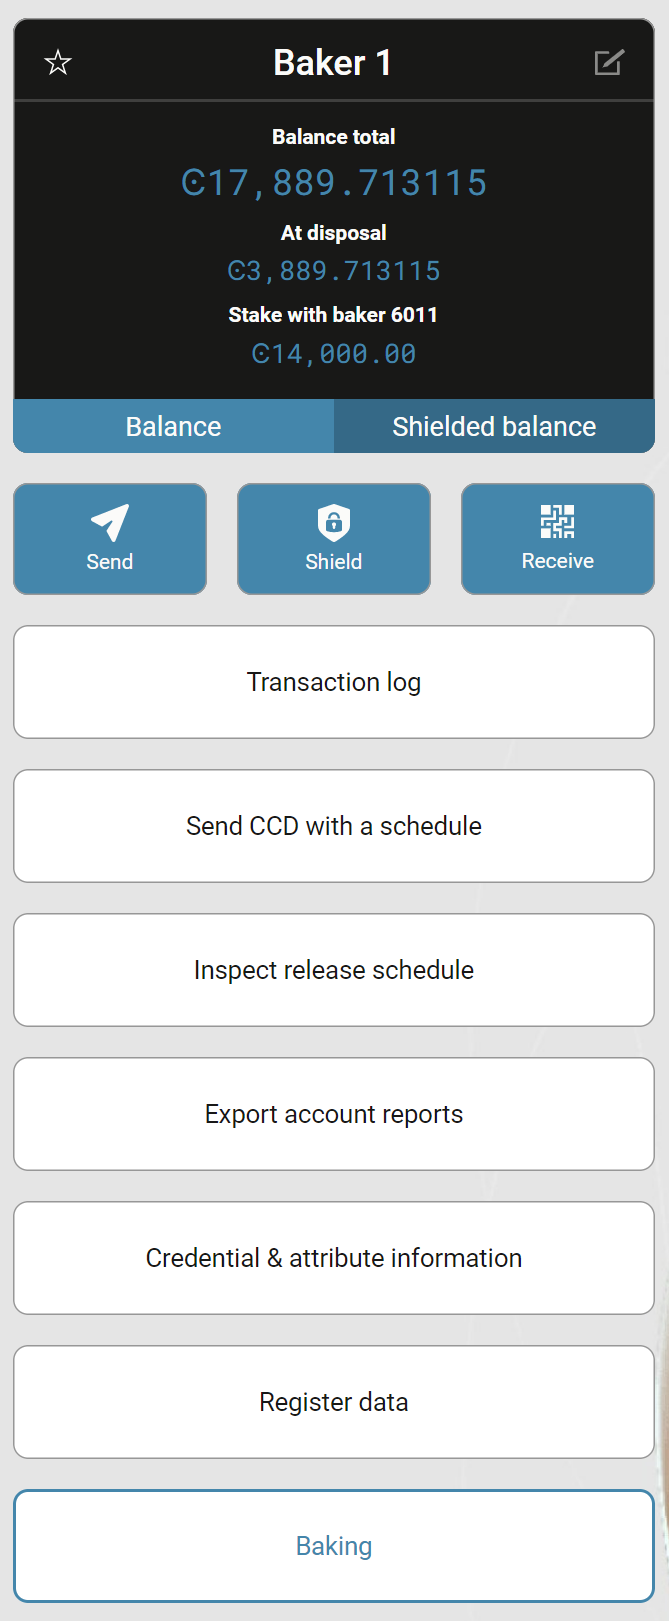 Baker 1
Balance total
Ͼ17,889.713115
At disposal
Ͼ3,889.713115
Stake with baker 6011
Ͼ14,000.00
Balance
Shielded balance
Send
Shield
Receive
Transaction log
Send CCD with a schedule
Inspect release schedule
Export account reports
Credential & attribute information
Register data
Baking